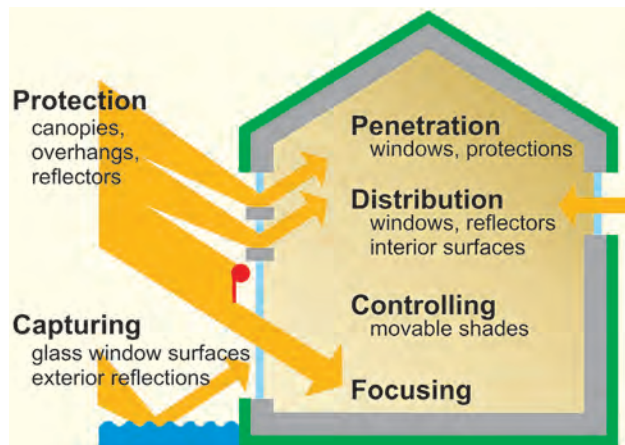 Protection
canopies,
overhangs,
reflectors
Capturing
glass window surfaces
exterior reflections
Penetration
windows, protections
Distribution
windows, reflectors
interior surfaces
Controlling
movable shades
Focusing